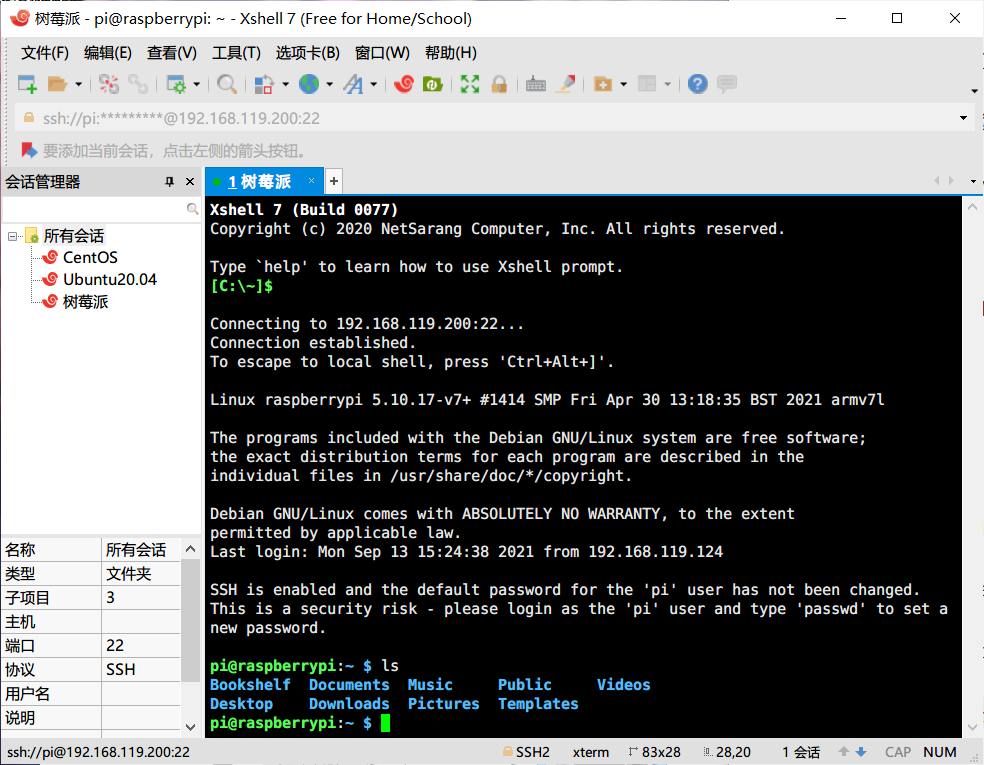 树莓派 - pi@raspberrypi: ~ - Xshell 7 (Free for Home/School)
文件(F) 编辑(E) 查看(V) 工具(T) 选项卡(B) 窗口(W) 帮助(H)
ssh://pi:*********@192.168.119.200:22
要添加当前会话，点击左侧的箭头按钮。
会话管理器
1 树莓派
所有会话
CentOS
Ubuntu20.04
树莓派
名称 所有会话
类型 文件夹
子项目 3
主机
端口 22
协议 SSH
用户名
说明
Xshell 7 (Build 0077)
Copyright (c) 2020 NetSarang Computer, Inc. All rights reserved.
Type `help' to learn how to use Xshell prompt.
[C:\~]$
Connecting to 192.168.119.200:22...
Connection established.
To escape to local shell, press 'Ctrl+Alt+]'.
Linux raspberrypi 5.10.17-v7+ #1414 SMP Fri Apr 30 13:18:35 BST 2021 armv7l
The programs included with the Debian GNU/Linux system are free software;
the exact distribution terms for each program are described in the
individual files in /usr/share/doc/*/copyright.
Debian GNU/Linux comes with ABSOLUTELY NO WARRANTY, to the extent
permitted by applicable law.
Last login: Mon Sep 13 15:24:38 2021 from 192.168.119.124
SSH is enabled and the default password for the 'pi' user has not been changed.
This is a security risk - please login as the 'pi' user and type 'passwd' to set a
new password.
pi@raspberrypi:~ $ ls
Bookshelf Documents Music Public Videos
Desktop Downloads Pictures Templates
pi@raspberrypi:~ $
ssh://pi@192.168.119.200:22 SSH2 xterm 83x28 28,20 1 会话 CAP NUM